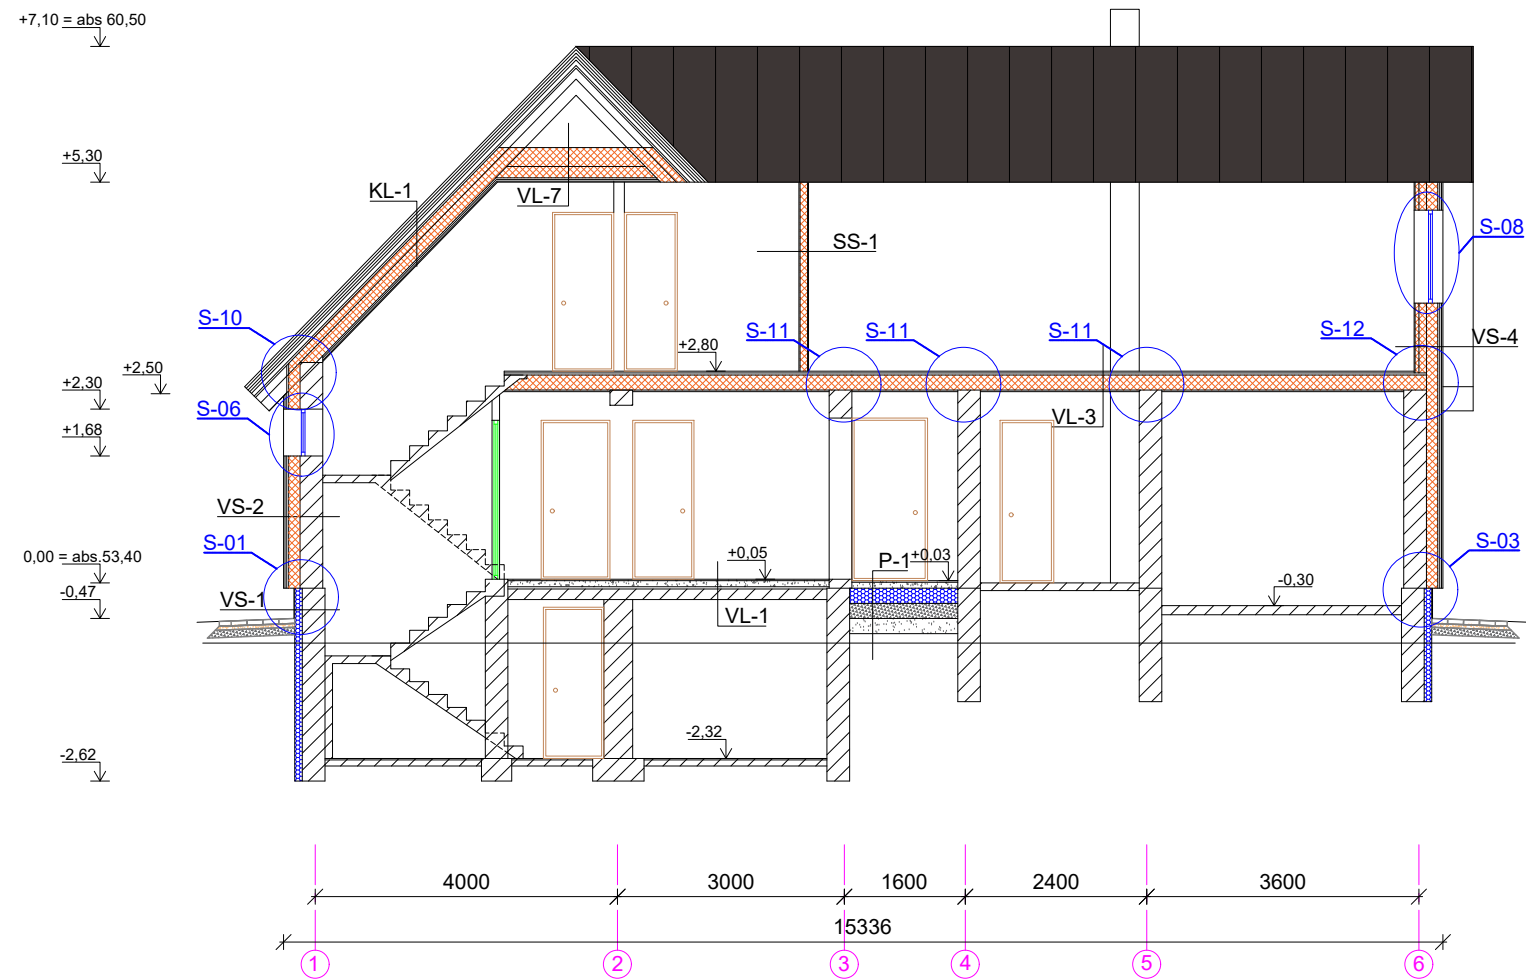 +7,10 = abs 60,50
+5,30
KL-1
VL-7
SS-1
S-08
S-10
S-11
S-11
S-11
S-12
VS-4
+2,80
+2,50
+2,30
S-06
VL-3
+1,68
VS-2
S-01
S-03
0,00 = abs 53,40
+0,05
P-1
+0,03
-0,30
-0,47
VS-1
VL-1
-2,32
-2,62
4000
3000
1600
2400
3600
15336
1
2
3
4
5
6